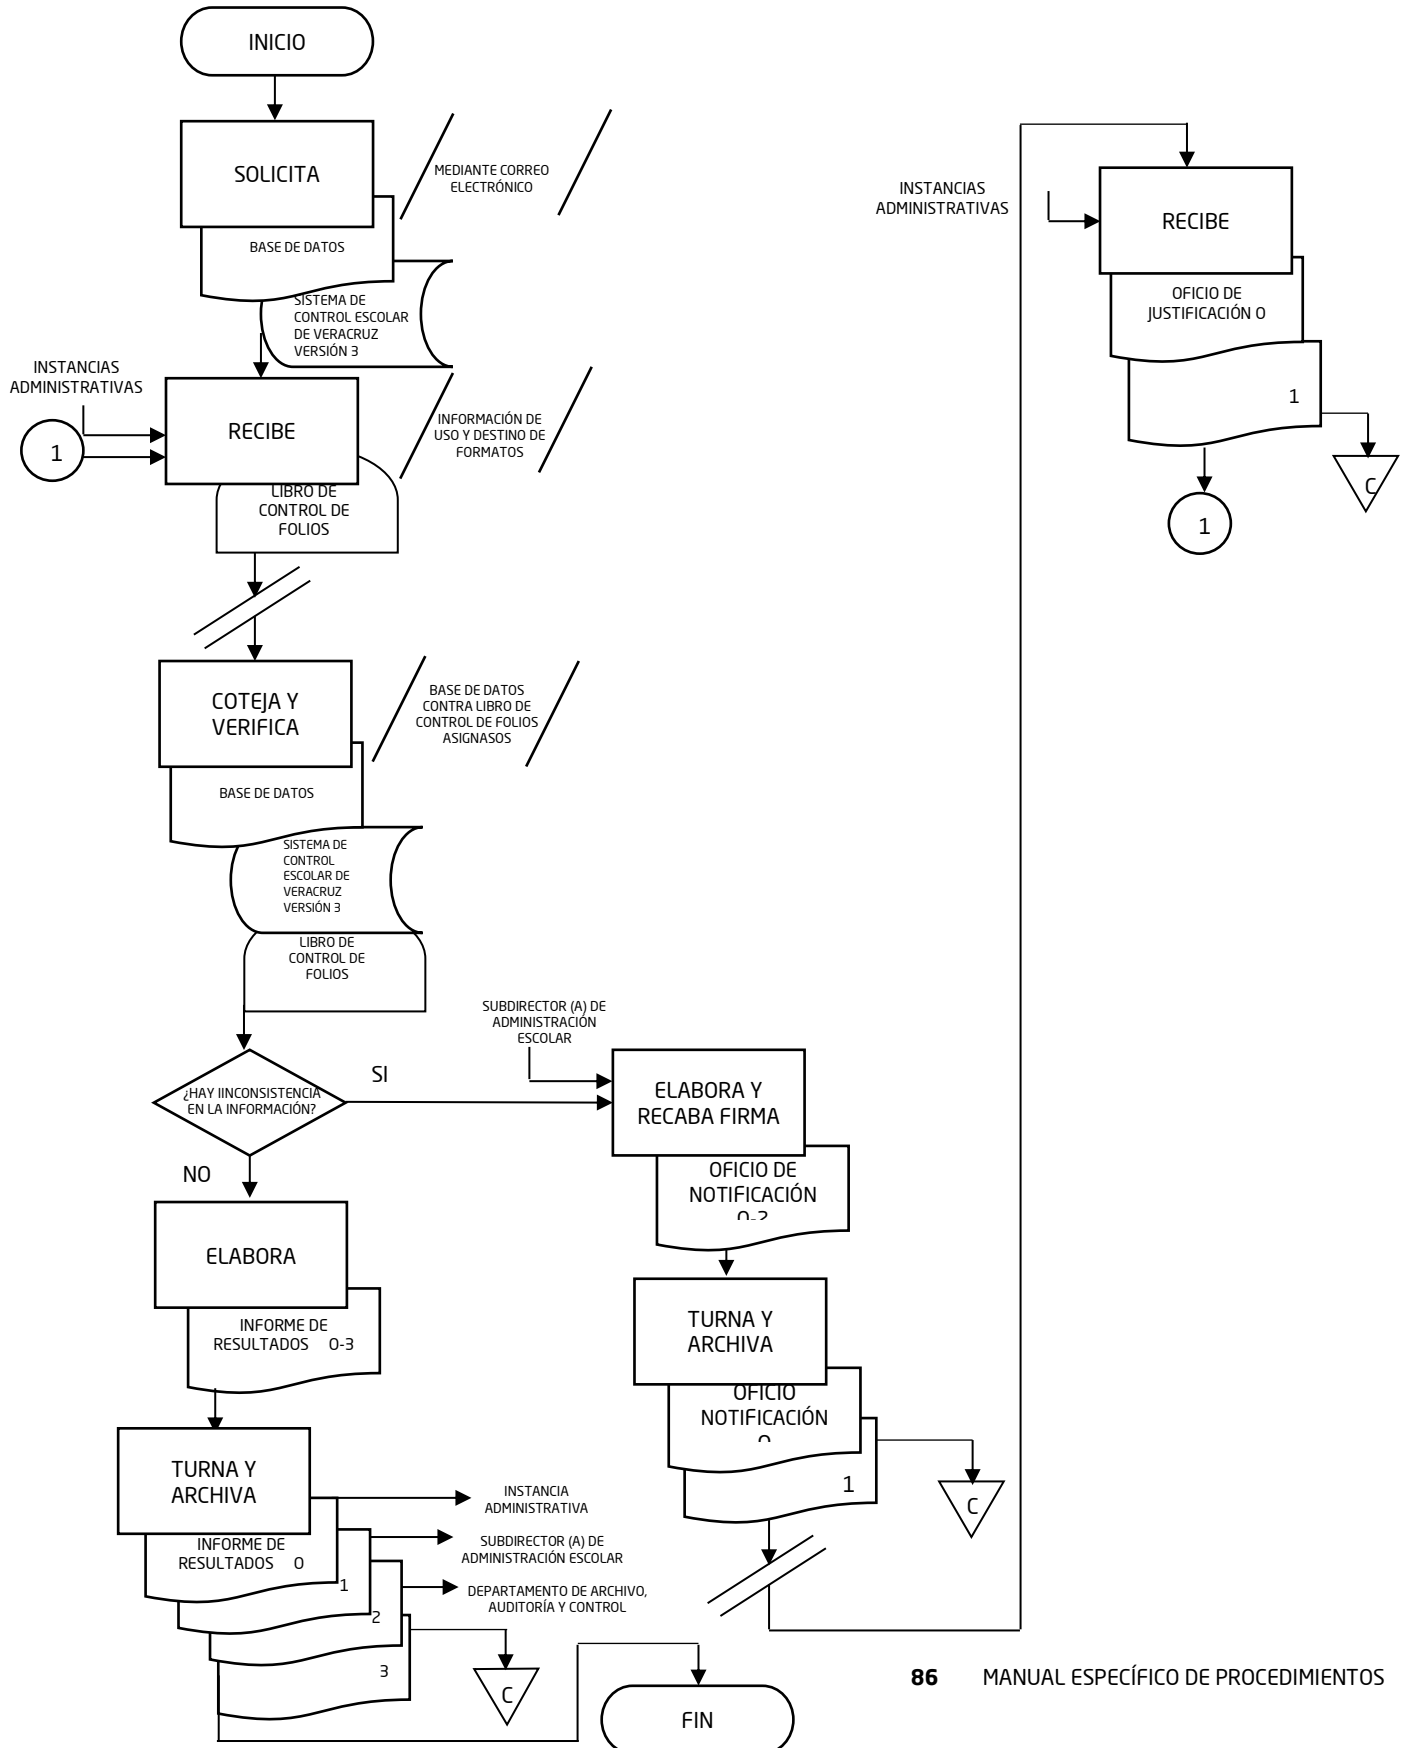 INICIO
SOLICITA
MEDIANTE CORREO
ELECTRÓNICO
BASE DE DATOS
SISTEMA DE
CONTROL ESCOLAR
DE VERACRUZ
VERSIÓN 3
INSTANCIAS
ADMINISTRATIVAS
1
RECIBE
INFORMACIÓN DE
USO Y DESTINO DE
FORMATOS
LIBRO DE
CONTROL DE
FOLIOS
COTEJA Y
VERIFICA
BASE DE DATOS
CONTRA LIBRO DE
CONTROL DE FOLIOS
ASIGNASOS
BASE DE DATOS
SISTEMA DE
CONTROL
ESCOLAR DE
VERACRUZ
VERSIÓN 3
LIBRO DE
CONTROL DE
FOLIOS
¿HAY IINCONSISTENCIA
EN LA INFORMACIÓN?
SI
NO
ELABORA
INFORME DE
RESULTADOS 0-3
TURNA Y
ARCHIVA
INFORME DE
RESULTADOS 0
1
2
3
INSTANCIA
ADMINISTRATIVA
SUBDIRECTOR (A) DE
ADMINISTRACIÓN ESCOLAR
DEPARTAMENTO DE ARCHIVO,
AUDITORÍA Y CONTROL
C
FIN
SUBDIRECTOR (A) DE
ADMINISTRACIÓN
ESCOLAR
ELABORA Y
RECABA FIRMA
OFICIO DE
NOTIFICACIÓN
0-2
TURNA Y
ARCHIVA
OFICIO
NOTIFICACIÓN
0
1
C
INSTANCIAS
ADMINISTRATIVAS
RECIBE
OFICIO DE
JUSTIFICACIÓN 0
1
C
1
86 MANUAL ESPECÍFICO DE PROCEDIMIENTOS